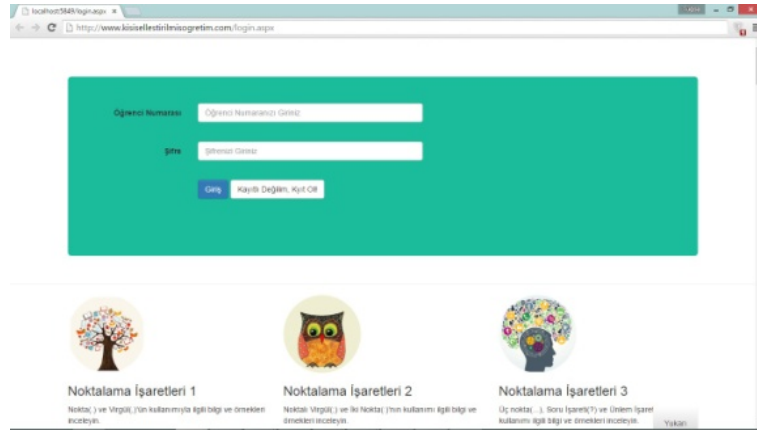 localhost:5849/login.aspx
http://www.kisisellestirilmisogretim.com/login.aspx
Öğrenci Numarası
Öğrenci Numaranızı Giriniz
Şifre
Şifrenizi Giriniz
Giriş
Kayıtlı Değilim, Kyıt Ol!
Noktalama İşaretleri 1
Noktalama İşaretleri 2
Noktalama İşaretleri 3
Nokta(.) ve Virgül(,)'ün kullanımıyla ilgili bilgi ve örnekleri
inceleyin.
Noktalı Virgül(;) ve İki Nokta(:)'nın kullanımı ilgili bilgi ve
örnekleri inceleyin.
Üç nokta(...), Soru İşareti(?) ve Ünlem İşaret
kullanımı ilgili bilgi ve örnekleri inceleyin.
Yukarı